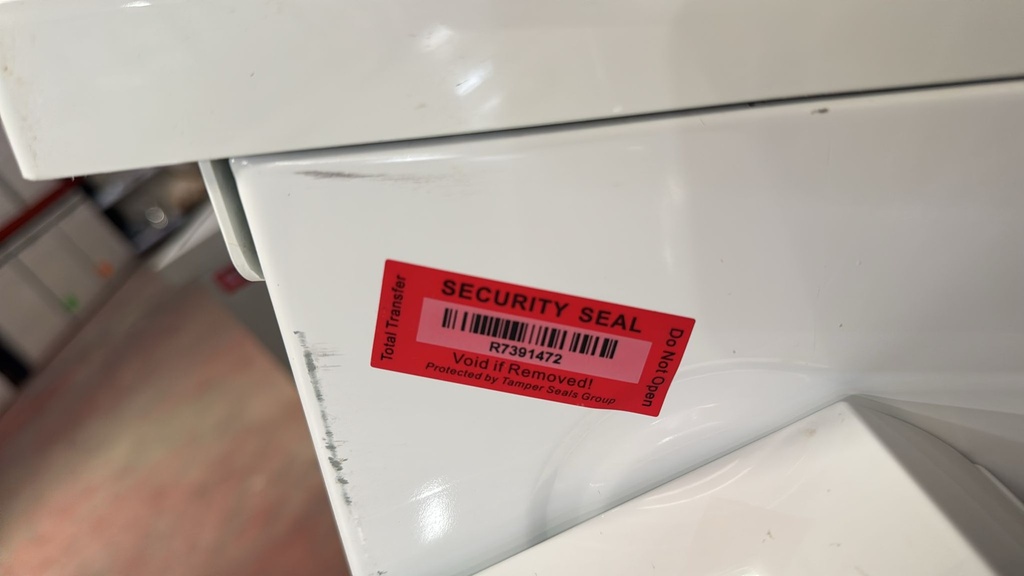 Total Transfer
SECURITY SEAL
R7391472
Void if Removed!
Protected by Tamper Seals Group
Do Not Open